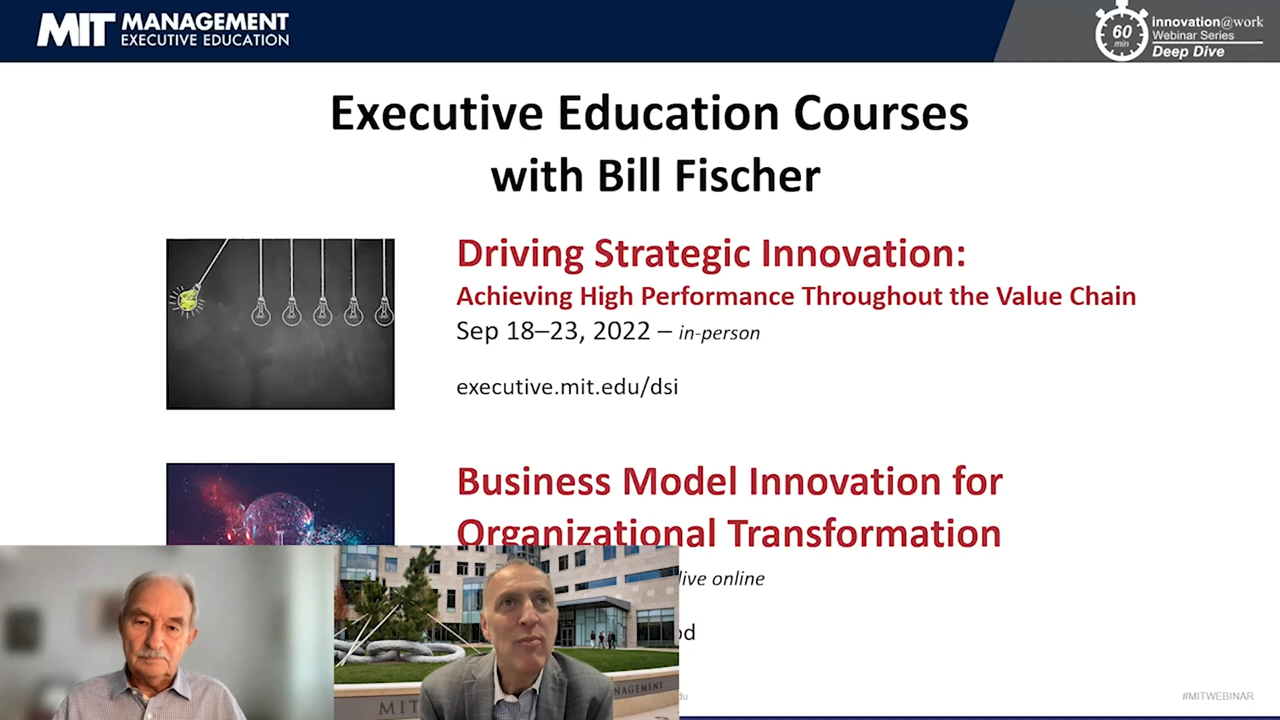 MIT MANAGEMENT
EXECUTIVE EDUCATION
60
min
innovation@work
Webinar Series
Deep Dive
Executive Education Courses
with Bill Fischer
Driving Strategic Innovation:
Achieving High Performance Throughout the Value Chain
Sep 18–23, 2022 – in-person
executive.mit.edu/dsi
Business Model Innovation for
Organizational Transformation
live online
MIT
#MITWEBINAR